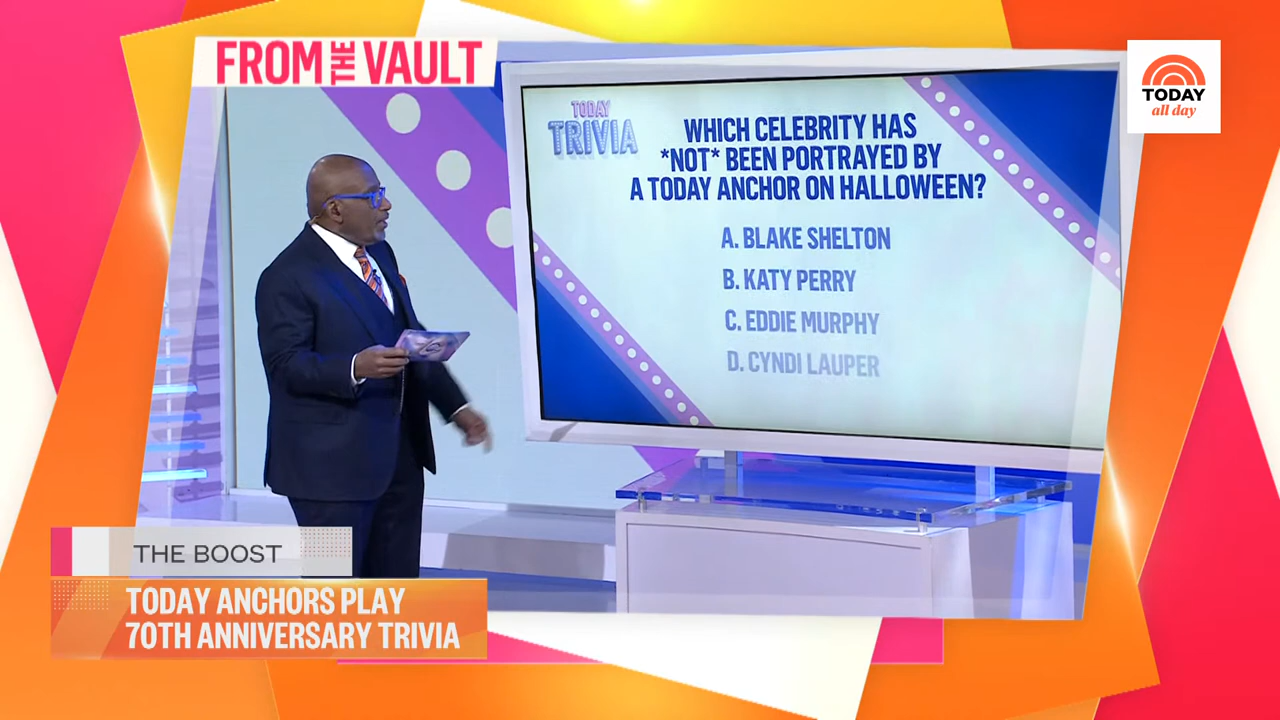 FROM THE VAULT
TODAY
all day
TODAY
TRIVIA
WHICH CELEBRITY HAS
*NOT* BEEN PORTRAYED BY
A TODAY ANCHOR ON HALLOWEEN?
A. BLAKE SHELTON
B. KATY PERRY
C. EDDIE MURPHY
D. CYNDI LAUPER
THE BOOST
TODAY ANCHORS PLAY
70TH ANNIVERSARY TRIVIA